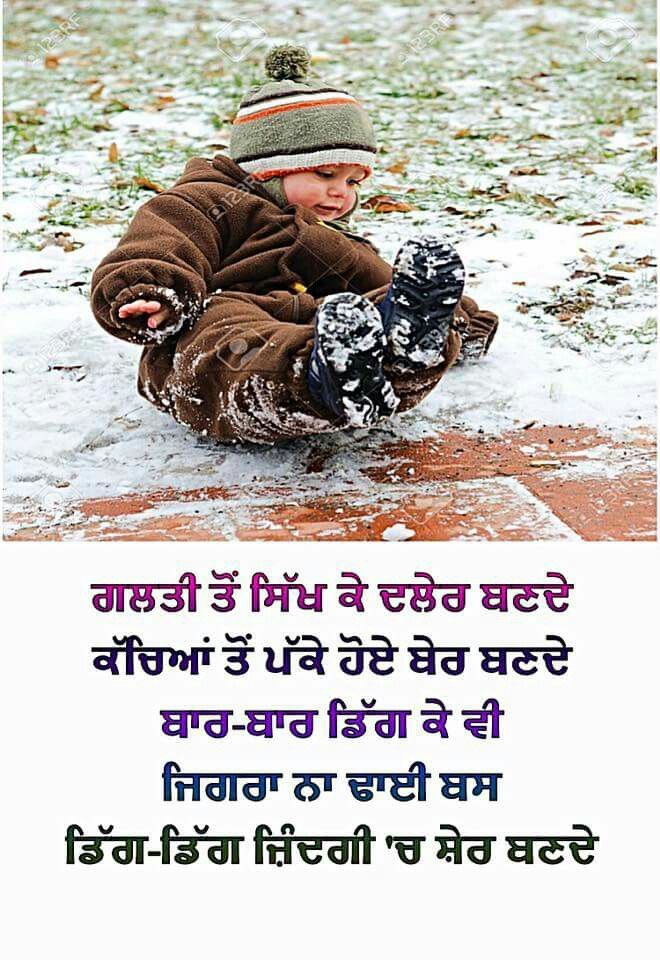 ਗਲਤੀ ਤੋਂ ਸਿੱਖ ਕੇ ਦਲੇਰ ਬਣਦੇ
ਕੱਚਿਆਂ ਤੋਂ ਪੱਕੇ ਹੋਏ ਬੇਰ ਬਣਦੇ
ਬਾਰ-ਬਾਰ ਡਿੱਗ ਕੇ ਵੀ
ਜਿਗਰਾ ਨਾ ਢਾਈ ਬਸ
ਡਿੱਗ-ਡਿੱਗ ਜ਼ਿੰਦਗੀ 'ਚ ਸ਼ੇਰ ਬਣਦੇ